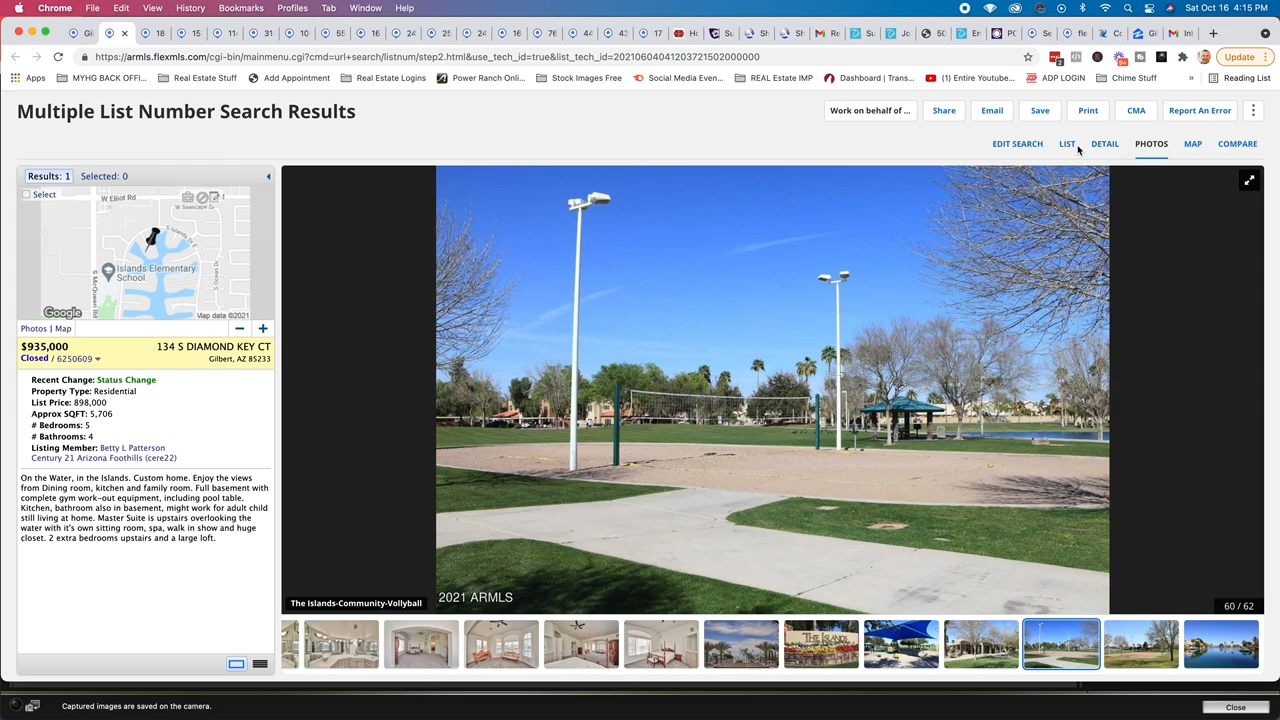 Chrome File Edit View History Bookmarks Profiles Tab Window Help
Sat Oct 16 4:15 PM
https://armls.flexmls.com/cgi-bin/mainmenu.cgi?cmd=url+search/listnum/step2.html&use_tech_id=true&list_tech_id=20210604041203721502000000
Update
Apps MYHG BACK OFFI... Real Estate Stuff Add Appointment Real Estate Logins Power Ranch Onli... Stock Images Free Social Media Even... REAL Estate IMP Dashboard | Trans... (1) Entire Youtube... ADP LOGIN Chime Stuff » Reading List
Multiple List Number Search Results
Work on behalf of ... Share Email Save Print CMA Report An Error
EDIT SEARCH LIST DETAIL PHOTOS MAP COMPARE
Results: 1 Selected: 0
Select
W Elliot Rd
Islands Elementary
School
S McQueen Rd
Google
Map data ©2021
Photos | Map
$935,000 134 S DIAMOND KEY CT
Closed / 6250609 Gilbert, AZ 85233
Recent Change: Status Change
Property Type: Residential
List Price: 898,000
Approx SQFT: 5,706
# Bedrooms: 5
# Bathrooms: 4
Listing Member: Betty L Patterson
Century 21 Arizona Foothills (cere22)
On the Water, in the Islands. Custom home. Enjoy the views
from Dining room, kitchen and family room. Full basement with
complete gym work-out equipment, including pool table.
Kitchen, bathroom also in basement, might work for adult child
still living at home. Master Suite is upstairs overlooking the
water with it's own sitting room, spa, walk in show and huge
closet. 2 extra bedrooms upstairs and a large loft.
The Islands-Community-Vollyball
2021 ARMLS
60 / 62
THE ISLANDS
Captured images are saved on the camera.
Close